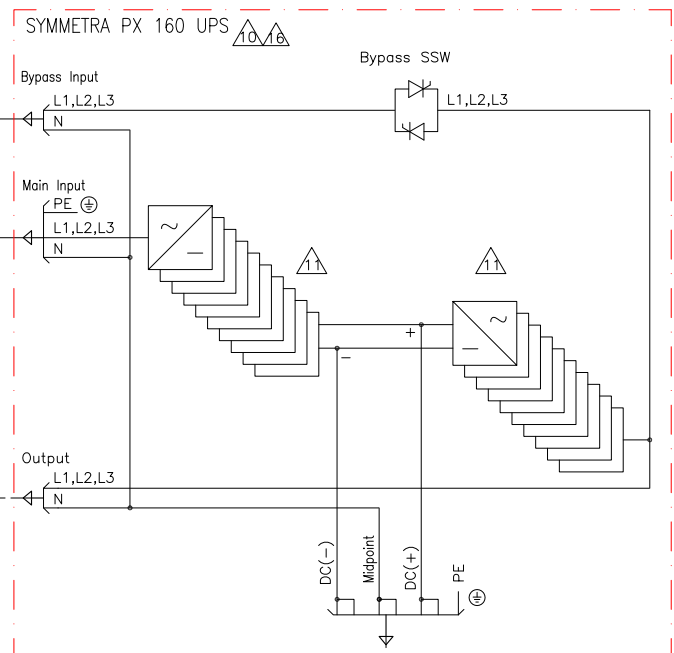 SYMMETRA PX 160 UPS 10 16
Bypass SSW
Bypass Input
L1,L2,L3
L1,L2,L3
N
Main Input
PE
L1,L2,L3
N
~
—
11
11
+
~
—
−
Output
L1,L2,L3
N
DC(−)
Midpoint
DC(+)
PE